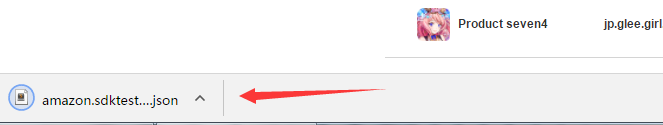 Product seven4 jp.glee.girl
amazon.sdktest....json